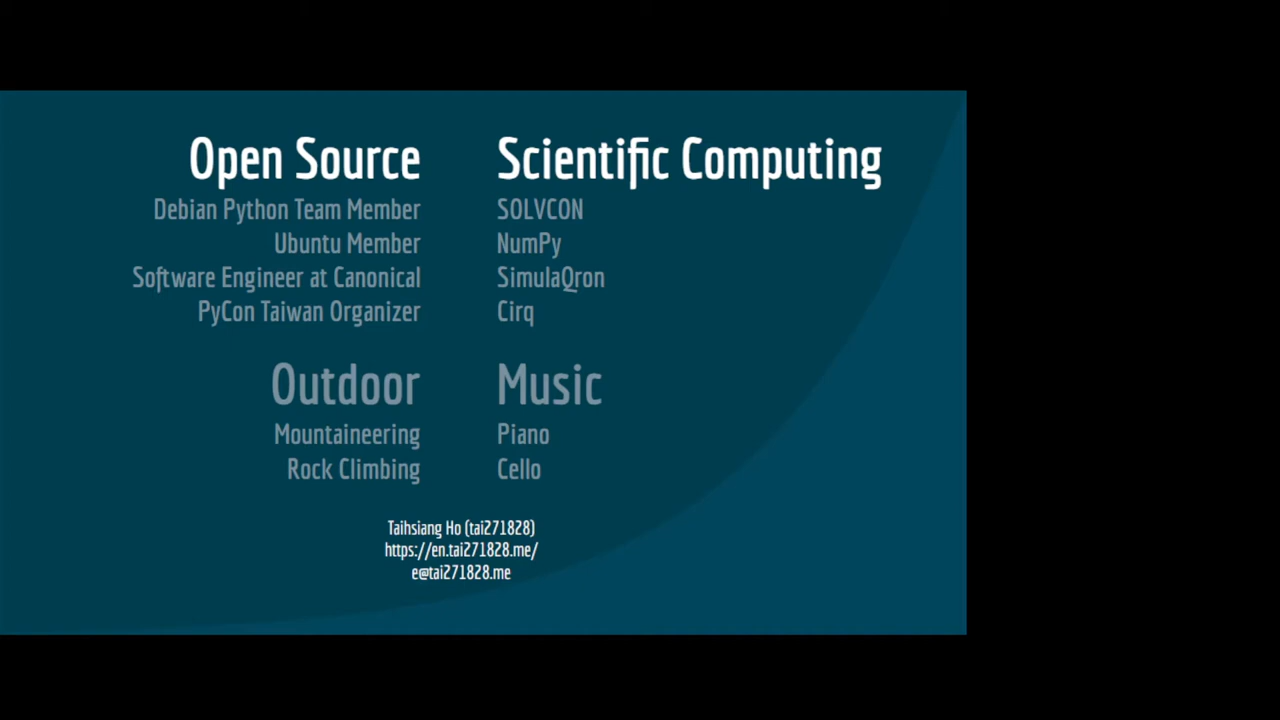 Open Source
Debian Python Team Member
Ubuntu Member
Software Engineer at Canonical
PyCon Taiwan Organizer
Scientific Computing
SOLVCON
NumPy
SimulaQron
Cirq
Outdoor
Mountaineering
Rock Climbing
Music
Piano
Cello
Taihsiang Ho (tai271828)
https://en.tai271828.me/
e@tai271828.me